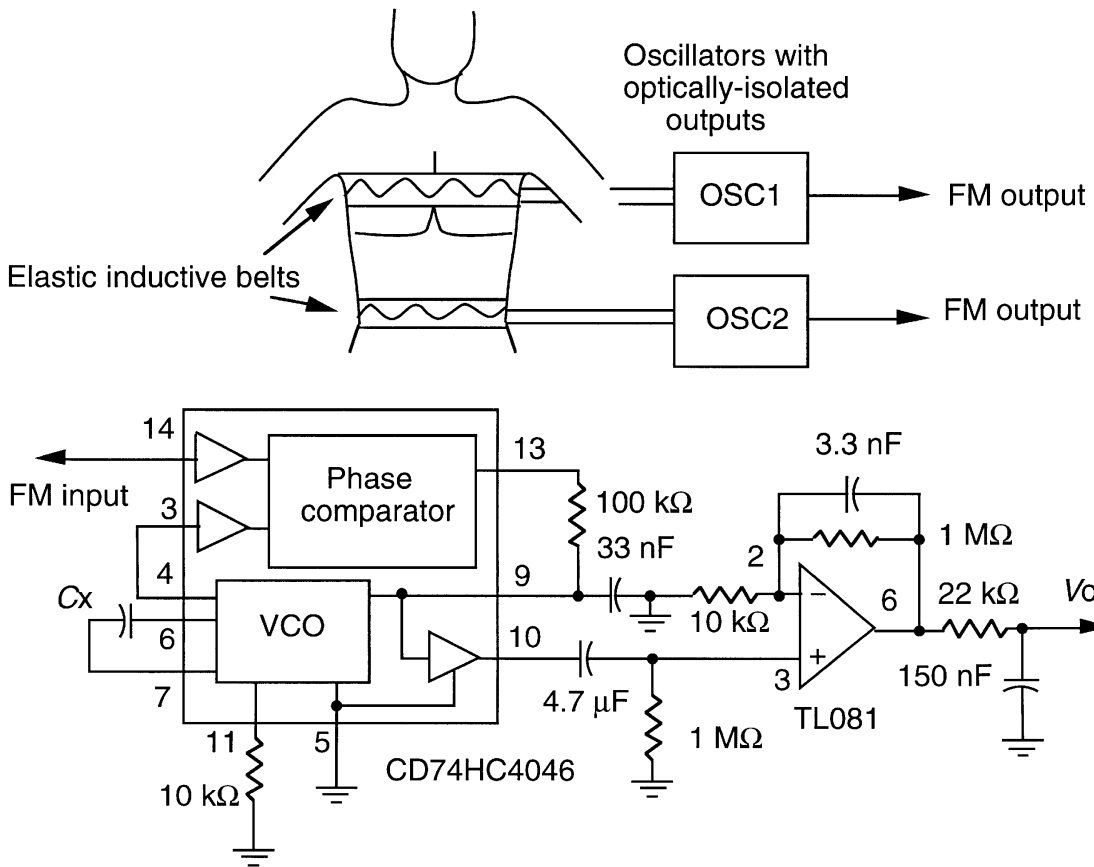 Oscillators with
optically-isolated
outputs
OSC1
FM output
Elastic inductive belts
OSC2
FM output
14
FM input
3
4
Cx
6
7
Phase
comparator
VCO
13
100 kΩ
33 nF
9
10
4.7 μF
1 MΩ
11
10 kΩ
5
CD74HC4046
3.3 nF
1 MΩ
2
10 kΩ
−
+
3
6
TL081
22 kΩ
150 nF